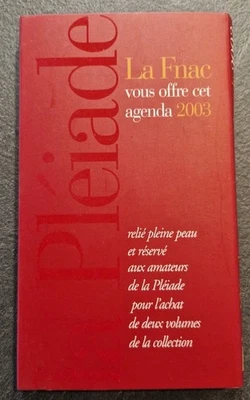 Pléiade
La Fnac
vous offre cet
agenda 2003
relié pleine peau
et réservé
aux amateurs
de la Pléiade
pour l'achat
de deux volumes
de la collection